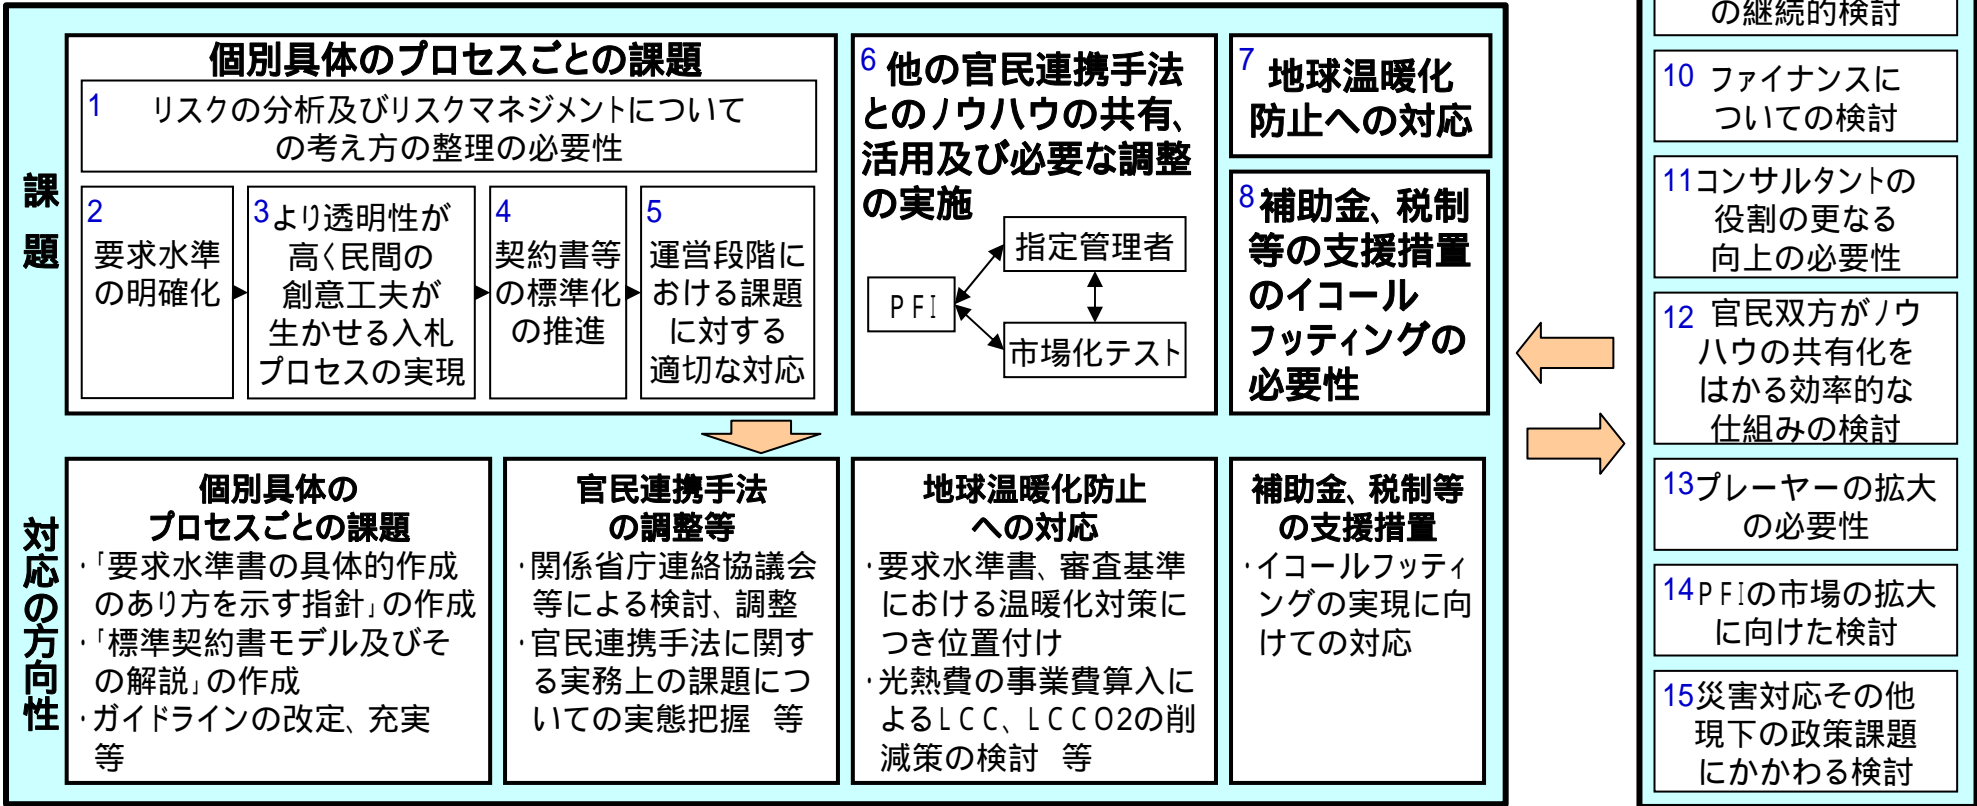 課題
個別具体のプロセスごとの課題
1
リスクの分析及びリスクマネジメントについて
の考え方の整理の必要性
2
要求水準
の明確化
3より透明性が
高く民間の
創意工夫が
生かせる入札
プロセスの実現
4
契約書等
の標準化
の推進
5
運営段階に
おける課題
に対する
適切な対応
6 他の官民連携手法
とのノウハウの共有、
活用及び必要な調整
の実施
PFI
指定管理者
市場化テスト
7
地球温暖化
防止への対応
8 補助金、税制
等の支援措置
のイコール
フッティングの
必要性
対応の方向性
個別具体の
プロセスごとの課題
・「要求水準書の具体的作成
のあり方を示す指針」の作成
・「標準契約書モデル及びそ
の解説」の作成
・ガイドラインの改定、充実
等
官民連携手法
の調整等
・関係省庁連絡協議会
等による検討、調整
・官民連携手法に関す
る実務上の課題につ
いての実態把握 等
地球温暖化防止
への対応
・要求水準書、審査基準
における温暖化対策に
つき位置付け
・光熱費の事業費算入に
よるLCC、LCCO2の削
減策の検討 等
補助金、税制等
の支援措置
・イコールフッティ
ングの実現に向
けての対応
の継続的検討
10 ファイナンスに
ついての検討
11コンサルタントの
役割の更なる
向上の必要性
12 官民双方がノウ
ハウの共有化を
はかる効率的な
仕組みの検討
13プレーヤーの拡大
の必要性
14PFIの市場の拡大
に向けた検討
15災害対応その他
現下の政策課題
にかかわる検討